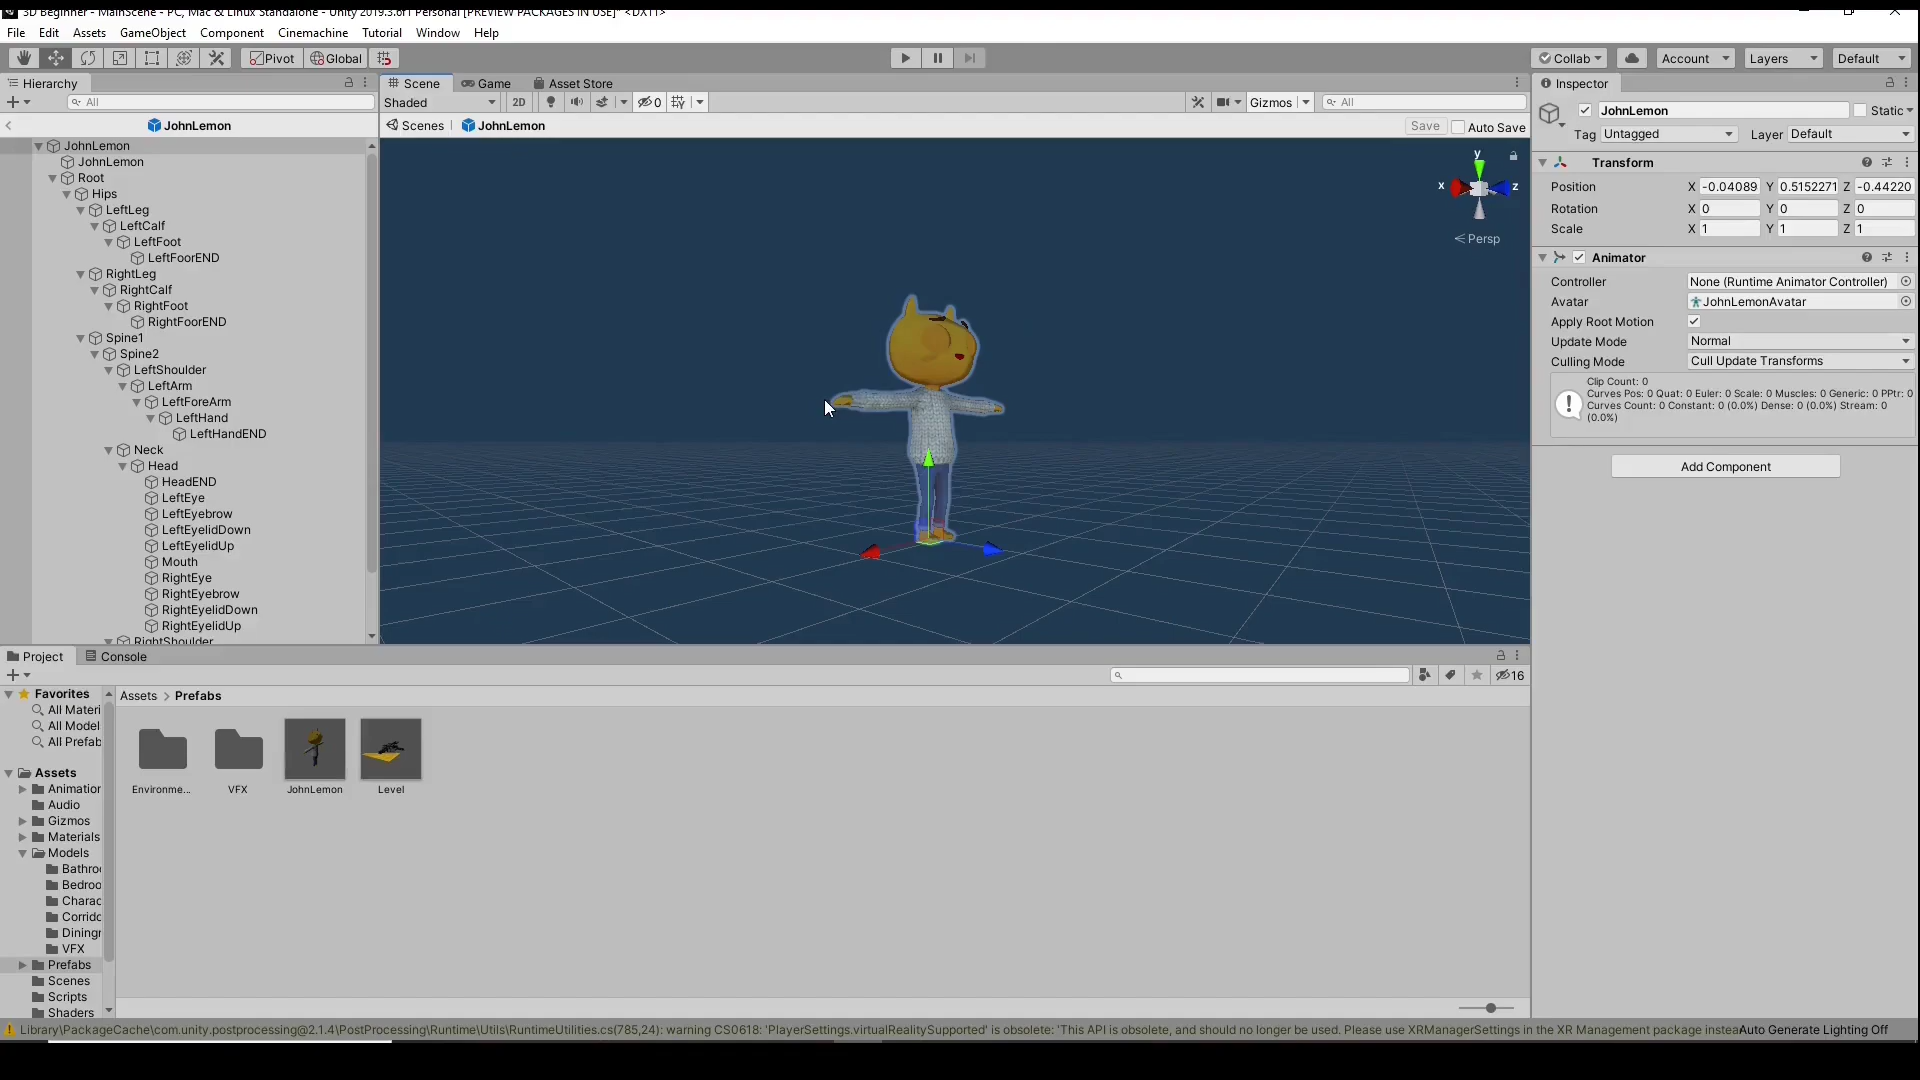 3D Beginner - MainScene - PC, Mac & Linux Standalone - Unity 2019.3.6f1 Personal [PREVIEW PACKAGES IN USE]* <DX11>
File Edit Assets GameObject Component Cinemachine Tutorial Window Help
Pivot Global Collab Account Layers Default
Hierarchy
All
JohnLemon
JohnLemon
JohnLemon
Root
Hips
LeftLeg
LeftCalf
LeftFoot
LeftFoorEND
RightLeg
RightCalf
RightFoot
RightFoorEND
Spine1
Spine2
LeftShoulder
LeftArm
LeftForeArm
LeftHand
LeftHandEND
Neck
Head
HeadEND
LeftEye
LeftEyebrow
LeftEyelidDown
LeftEyelidUp
Mouth
RightEye
RightEyebrow
RightEyelidDown
RightEyelidUp
RightShoulder
Scene Game Asset Store
Shaded 2D 0 Gizmos All
Scenes JohnLemon Save Auto Save
y
x z
Persp
Inspector
JohnLemon Static
Tag Untagged Layer Default
Transform
Position X -0.04089 Y 0.5152271 Z -0.44220
Rotation X 0 Y 0 Z 0
Scale X 1 Y 1 Z 1
Animator
Controller None (Runtime Animator Controller)
Avatar JohnLemonAvatar
Apply Root Motion
Update Mode Normal
Culling Mode Cull Update Transforms
Clip Count: 0
Curves Pos: 0 Quat: 0 Euler: 0 Scale: 0 Muscles: 0 Generic: 0 PPtr: 0
Curves Count: 0 Constant: 0 (0.0%) Dense: 0 (0.0%) Stream: 0
(0.0%)
Add Component
Project Console
16
Favorites
All Materi
All Model
All Prefab
Assets
Animation
Audio
Gizmos
Materials
Models
Bathroo
Bedroo
Charac
Corrido
Diningr
VFX
Prefabs
Scenes
Scripts
Shaders
Assets > Prefabs
Environme... VFX JohnLemon Level
Library\PackageCache\com.unity.postprocessing@2.1.4\PostProcessing\Runtime\Utils\RuntimeUtilities.cs(785,24): warning CS0618: 'PlayerSettings.virtualRealitySupported' is obsolete: 'This API is obsolete, and should no longer be used. Please use XRManagerSettings in the XR Management package instea
Auto Generate Lighting Off